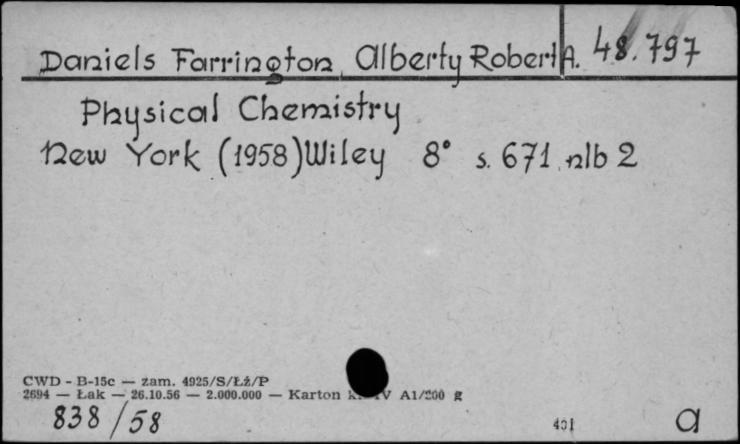 Daniels Farrington, Alberty Robert A. 48.797
Physical Chemistry
New York (1958) Wiley 8° s. 671 nlb 2
CWD - B-15c — zam. 4925/S/Łż/P
2694 — Łak — 26.10.56 — 2.000.000 — Karton IV A1/200 g
838/58
401
a